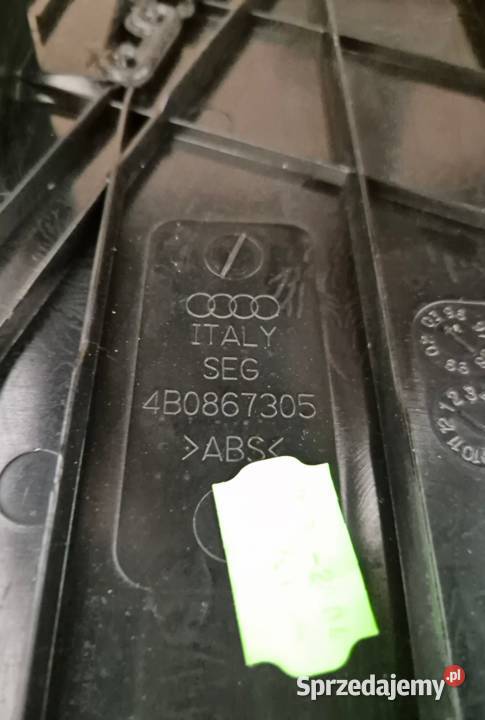 ITALY
SEG
4B0867305
>ABS<
Sprzedajemy.pl